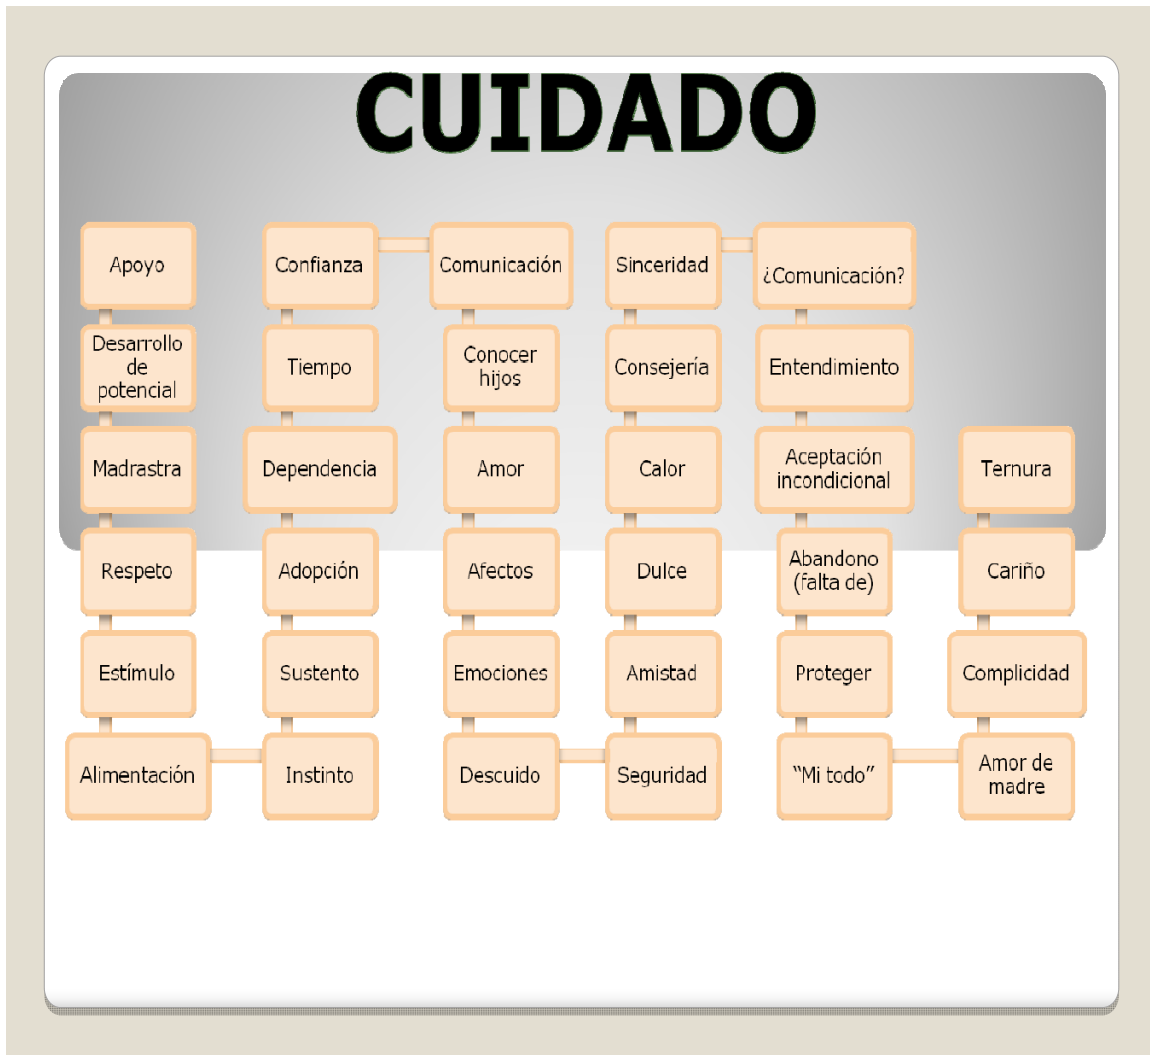 CUIDADO
Apoyo
Desarrollo
de
potencial
Madrastra
Respeto
Estímulo
Alimentación
Instinto
Sustento
Adopción
Dependencia
Tiempo
Confianza
Comunicación
Conocer
hijos
Amor
Afectos
Emociones
Descuido
Seguridad
Amistad
Dulce
Calor
Consejería
Sinceridad
¿Comunicación?
Entendimiento
Aceptación
incondicional
Abandono
(falta de)
Proteger
“Mi todo”
Amor de
madre
Complicidad
Cariño
Ternura